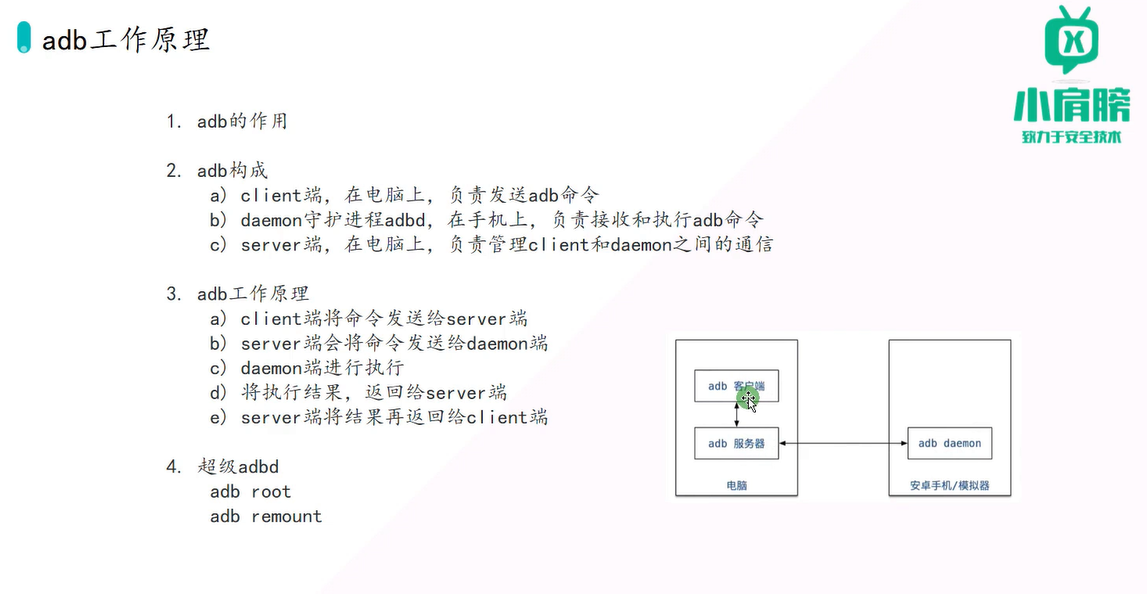 adb工作原理
小肩膀
致力于安全技术
1. adb的作用
2. adb构成
a) client端，在电脑上，负责发送adb命令
b) daemon守护进程adbd，在手机上，负责接收和执行adb命令
c) server端，在电脑上，负责管理client和daemon之间的通信
3. adb工作原理
a) client端将命令发送给server端
b) server端会将命令发送给daemon端
c) daemon端进行执行
d) 将执行结果，返回给server端
e) server端将结果再返回给client端
4. 超级adbd
adb root
adb remount
adb 客户端
adb 服务器
电脑
adb daemon
安卓手机/模拟器